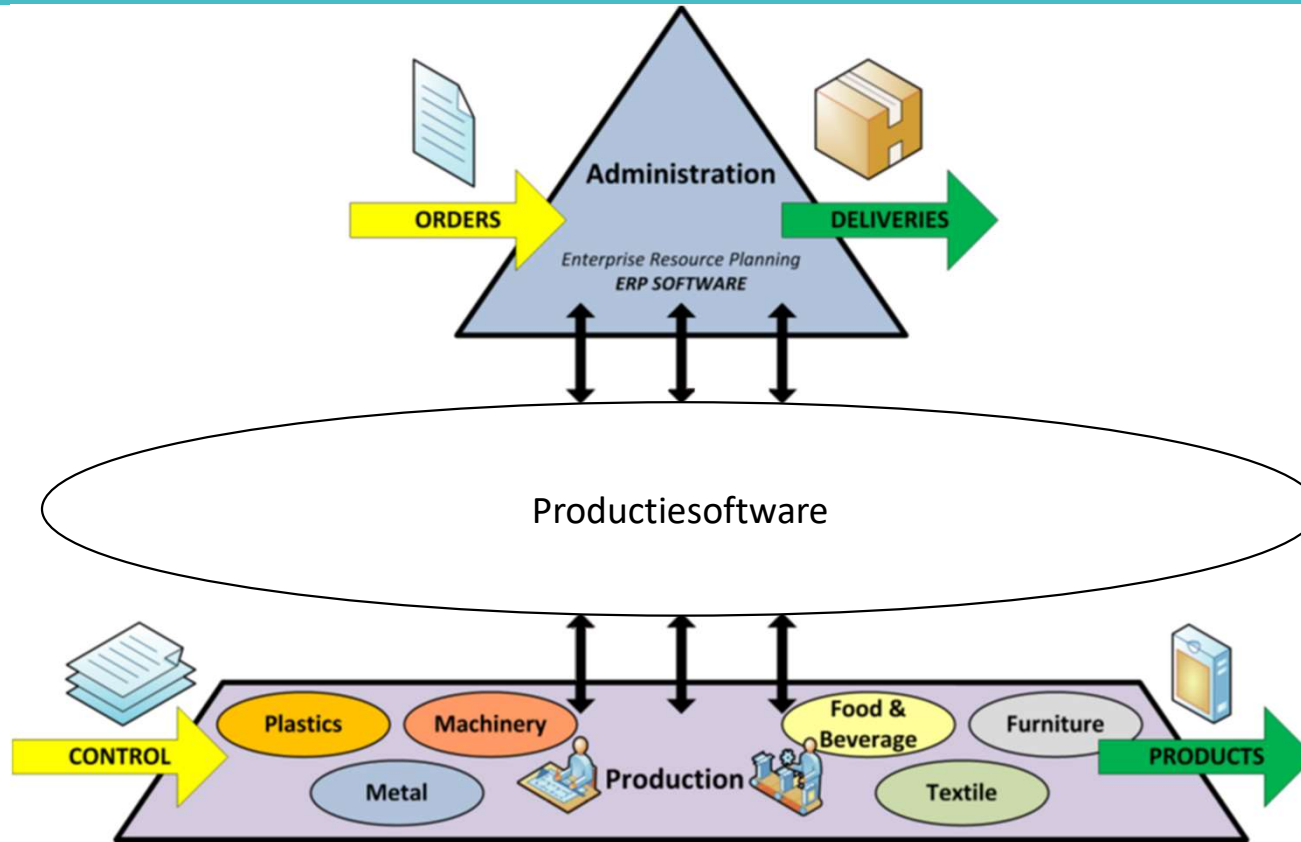 Administration
ORDERS
DELIVERIES
Enterprise Resource Planning
ERP SOFTWARE
Productiesoftware
Plastics
Machinery
Food &
Beverage
Furniture
CONTROL
PRODUCTS
Metal
Production
Textile